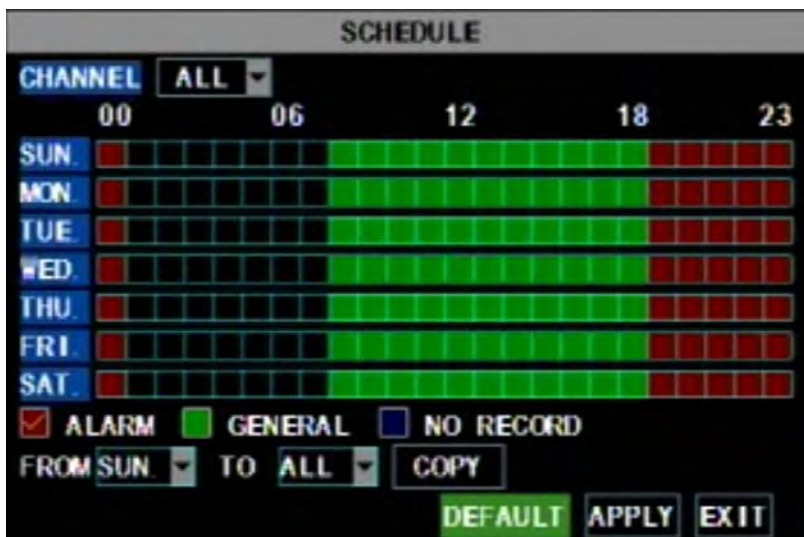 SCHEDULE
CHANNEL ALL
00 06 12 18 23
SUN.
MON.
TUE.
WED.
THU.
FRI.
SAT.
ALARM GENERAL NO RECORD
FROM SUN. TO ALL COPY
DEFAULT APPLY EXIT